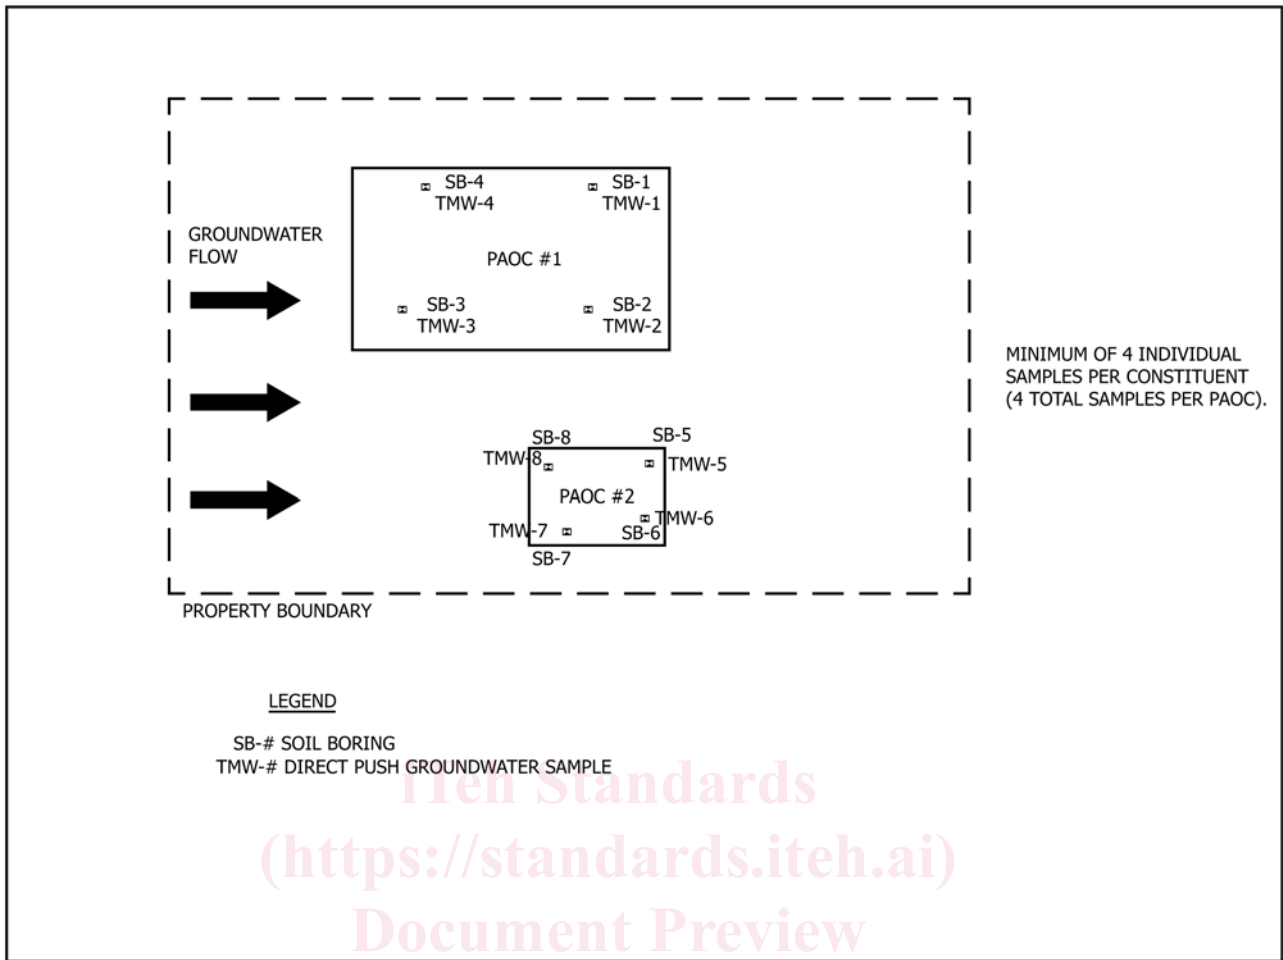 SB-4
TMW-4
SB-1
TMW-1
GROUNDWATER
FLOW
PAOC #1
SB-3
TMW-3
SB-2
TMW-2
MINIMUM OF 4 INDIVIDUAL
SAMPLES PER CONSTITUENT
(4 TOTAL SAMPLES PER PAOC).
SB-8
TMW-8
SB-5
TMW-5
PAOC #2
TMW-7
SB-7
TMW-6
SB-6
PROPERTY BOUNDARY
LEGEND
SB-# SOIL BORING
TMW-# DIRECT PUSH GROUNDWATER SAMPLE
iTeh Standards
(https://standards.iteh.ai)
Document Preview